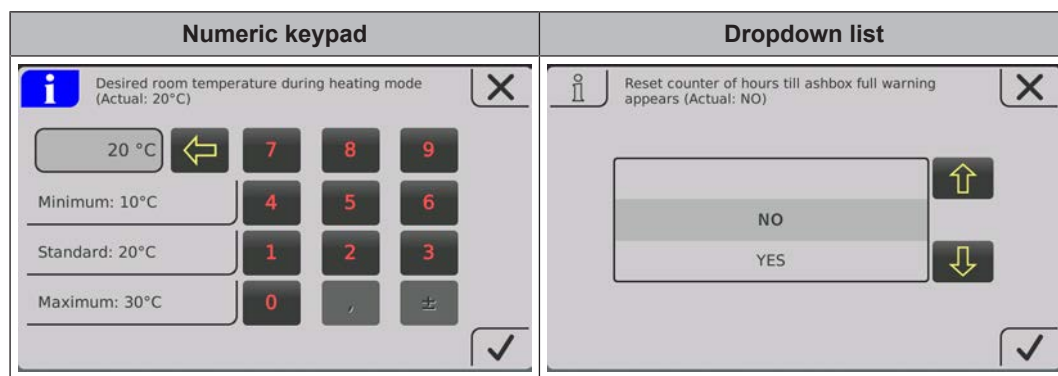 Numeric keypad
Dropdown list
i
Desired room temperature during heating mode
(Actual: 20°C)
20 °C
7 8 9
Minimum: 10°C
4 5 6
Standard: 20°C
1 2 3
Maximum: 30°C
0 , ±
i
Reset counter of hours till ashbox full warning
appears (Actual: NO)
NO
YES